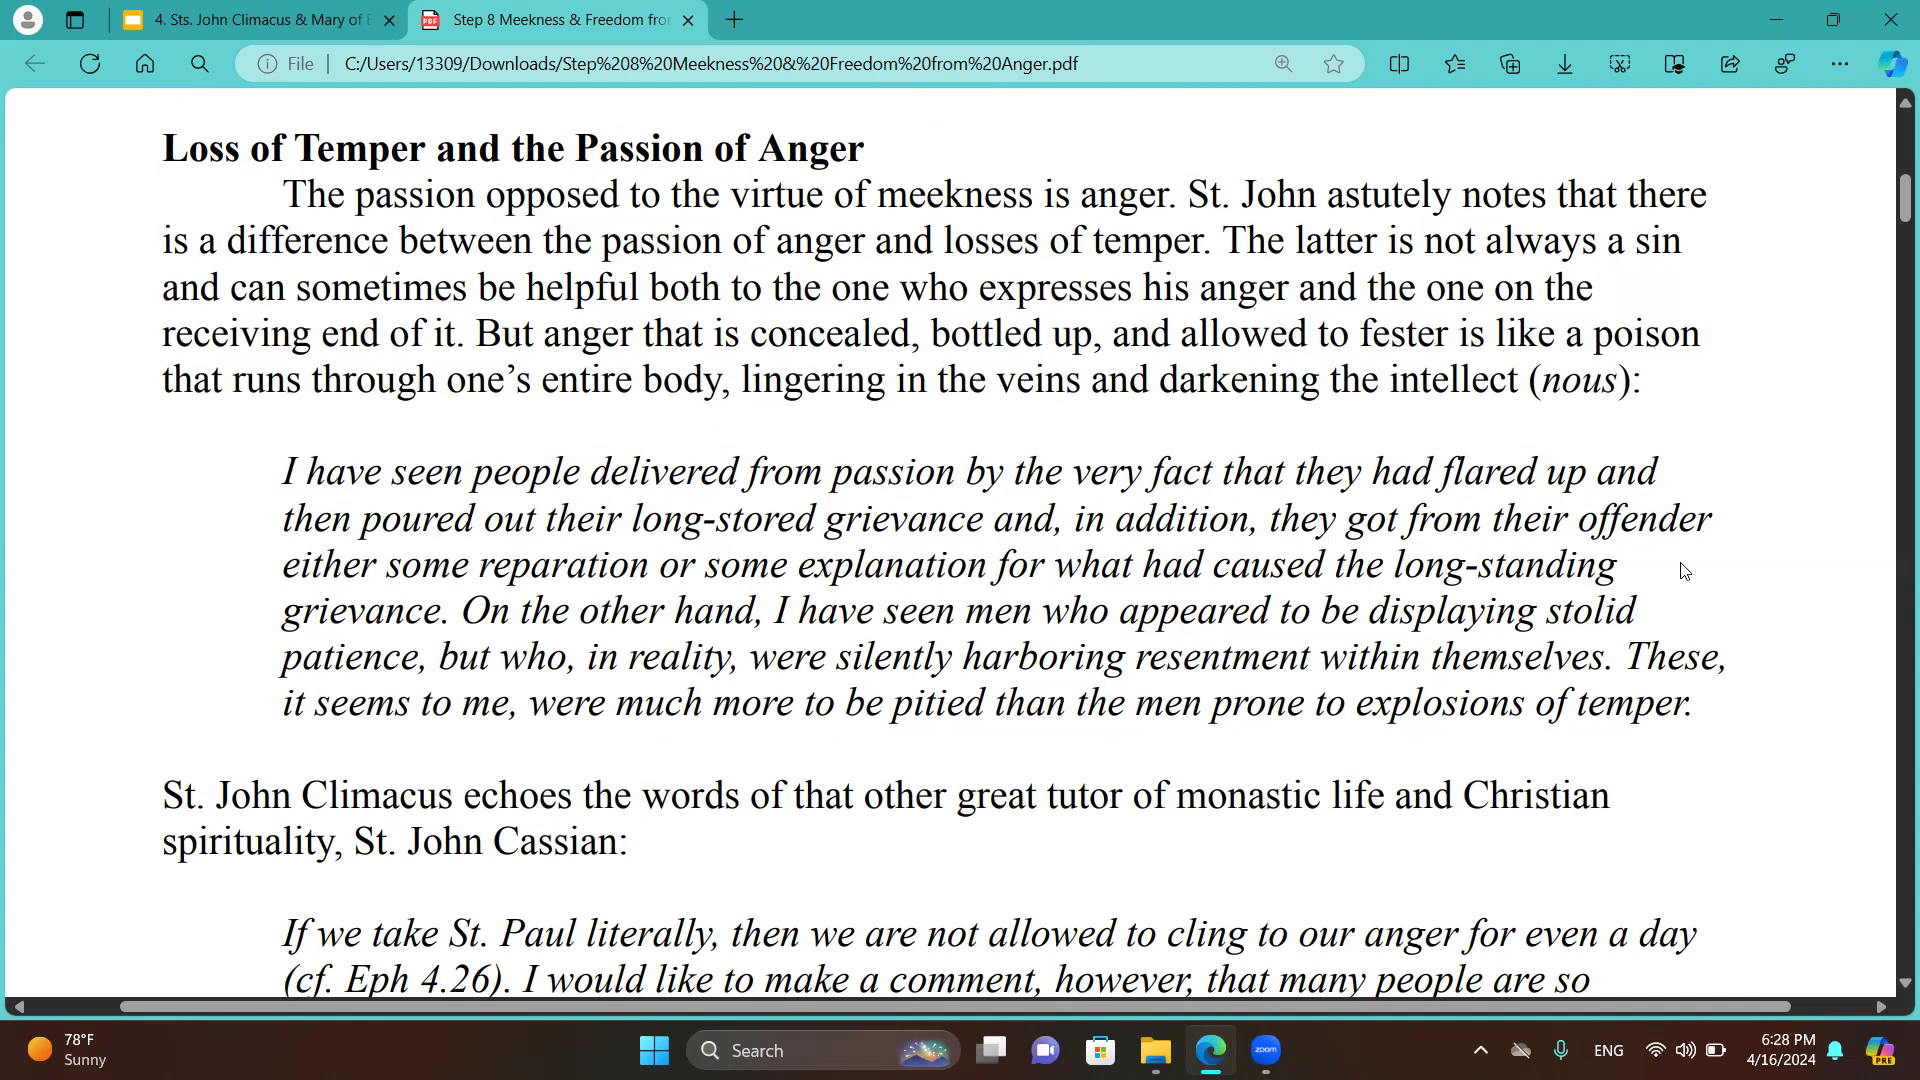 4. Sts. John Climacus & Mary of E
Step 8 Meekness & Freedom fro
File
C:/Users/13309/Downloads/Step%208%20Meekness%20&%20Freedom%20from%20Anger.pdf
Loss of Temper and the Passion of Anger
The passion opposed to the virtue of meekness is anger. St. John astutely notes that there
is a difference between the passion of anger and losses of temper. The latter is not always a sin
and can sometimes be helpful both to the one who expresses his anger and the one on the
receiving end of it. But anger that is concealed, bottled up, and allowed to fester is like a poison
that runs through one’s entire body, lingering in the veins and darkening the intellect (nous):
I have seen people delivered from passion by the very fact that they had flared up and
then poured out their long-stored grievance and, in addition, they got from their offender
either some reparation or some explanation for what had caused the long-standing
grievance. On the other hand, I have seen men who appeared to be displaying stolid
patience, but who, in reality, were silently harboring resentment within themselves. These,
it seems to me, were much more to be pitied than the men prone to explosions of temper.
St. John Climacus echoes the words of that other great tutor of monastic life and Christian
spirituality, St. John Cassian:
If we take St. Paul literally, then we are not allowed to cling to our anger for even a day
(cf. Eph 4.26). I would like to make a comment, however, that many people are so
78°F
Sunny
Search
zoom
ENG
6:28 PM
4/16/2024
PRE